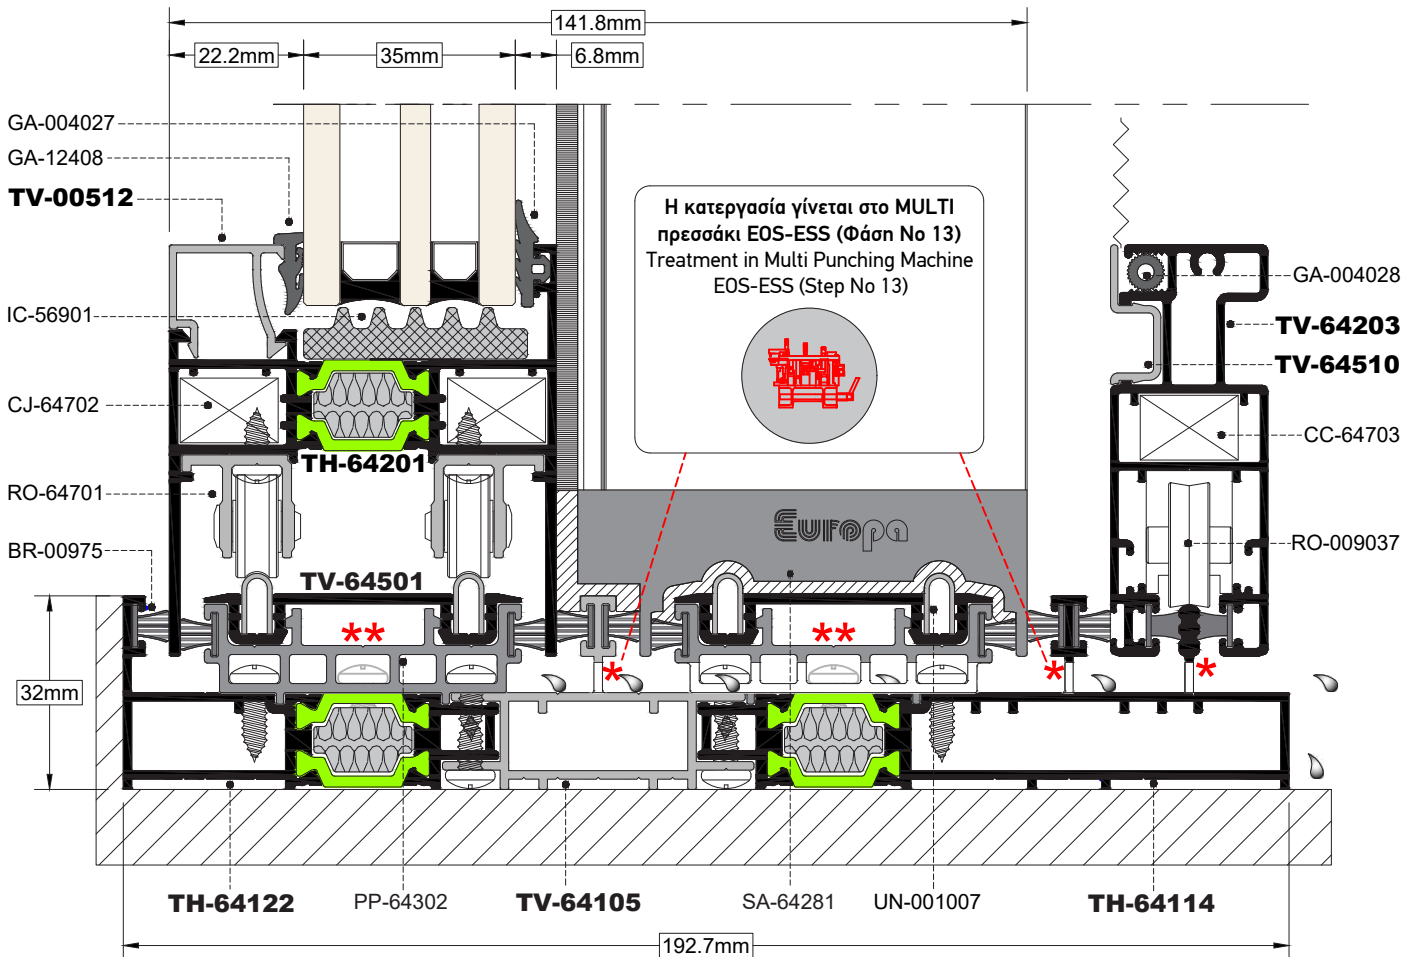 141.8mm
22.2mm
35mm
6.8mm
GA-004027
GA-12408
TV-00512
Η κατεργασία γίνεται στο MULTI
πρεσσάκι EOS-ESS (Φάση Νο 13)
Treatment in Multi Punching Machine
EOS-ESS (Step No 13)
GA-004028
IC-56901
TV-64203
TV-64510
CJ-64702
CC-64703
TH-64201
RO-64701
Europa
BR-00975
RO-009037
TV-64501
**
**
*
*
*
32mm
TH-64122
PP-64302
TV-64105
SA-64281
UN-001007
TH-64114
192.7mm